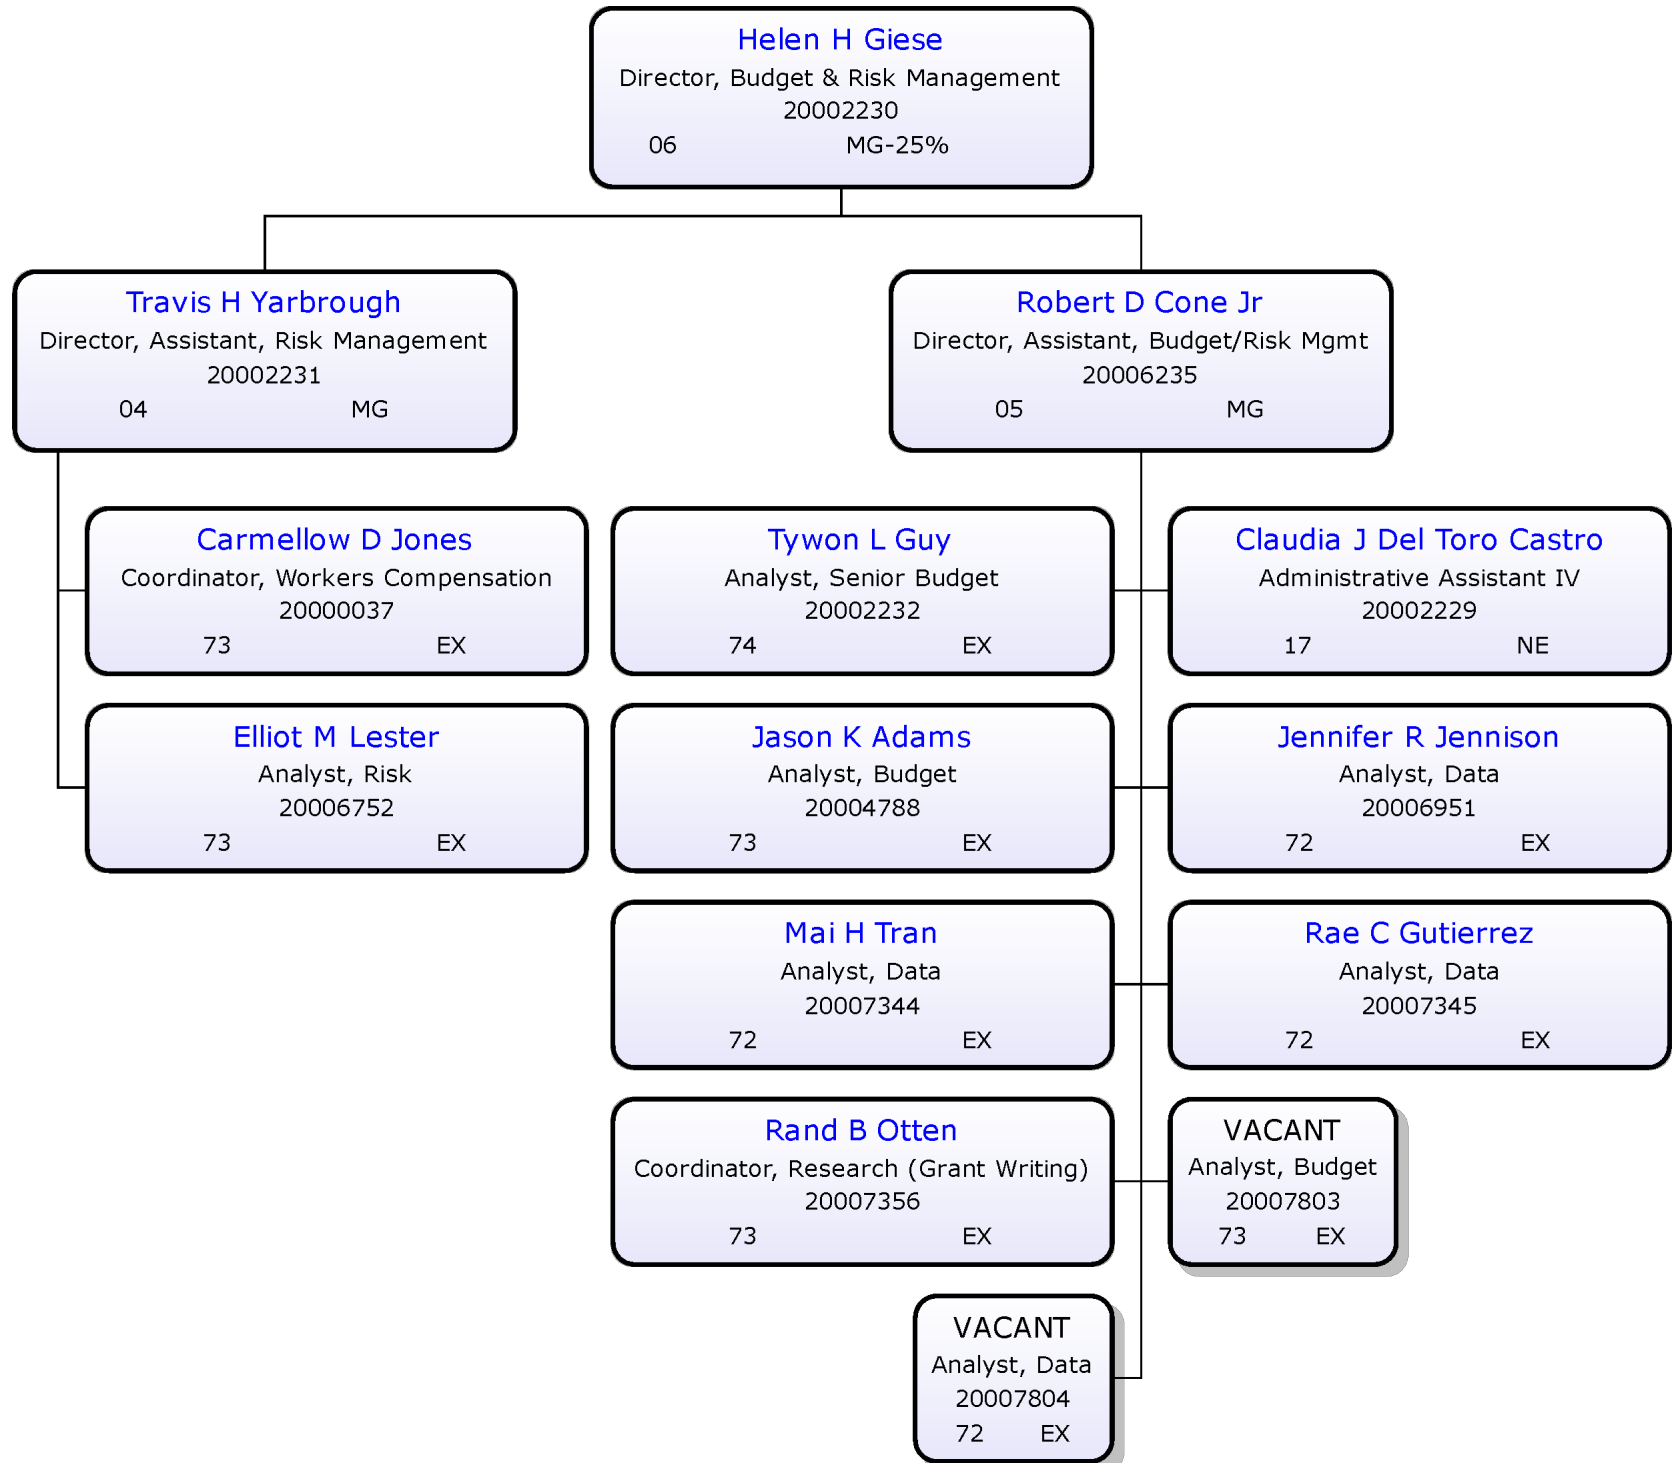 Helen H Giese
Director, Budget & Risk Management
20002230
06 MG-25%
Travis H Yarbrough
Director, Assistant, Risk Management
20002231
04 MG
Robert D Cone Jr
Director, Assistant, Budget/Risk Mgmt
20006235
05 MG
Carmellow D Jones
Coordinator, Workers Compensation
20000037
73 EX
Tywon L Guy
Analyst, Senior Budget
20002232
74 EX
Claudia J Del Toro Castro
Administrative Assistant IV
20002229
17 NE
Elliot M Lester
Analyst, Risk
20006752
73 EX
Jason K Adams
Analyst, Budget
20004788
73 EX
Jennifer R Jennison
Analyst, Data
20006951
72 EX
Mai H Tran
Analyst, Data
20007344
72 EX
Rae C Gutierrez
Analyst, Data
20007345
72 EX
Rand B Otten
Coordinator, Research (Grant Writing)
20007356
73 EX
VACANT
Analyst, Budget
20007803
73 EX
VACANT
Analyst, Data
20007804
72 EX